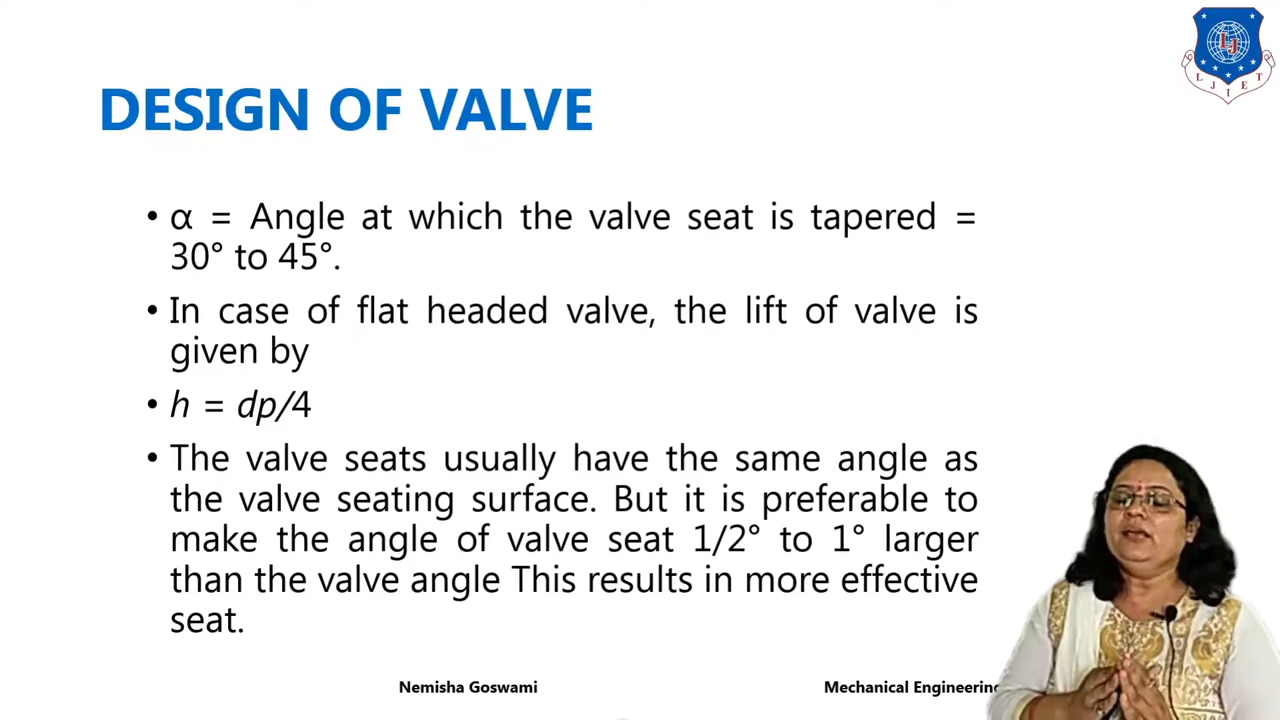 LJ
L J I E T
DESIGN OF VALVE
• α = Angle at which the valve seat is tapered =
30° to 45°.
• In case of flat headed valve, the lift of valve is
given by
• h = dp/4
• The valve seats usually have the same angle as
the valve seating surface. But it is preferable to
make the angle of valve seat 1/2° to 1° larger
than the valve angle This results in more effective
seat.
Nemisha Goswami
Mechanical Engineering